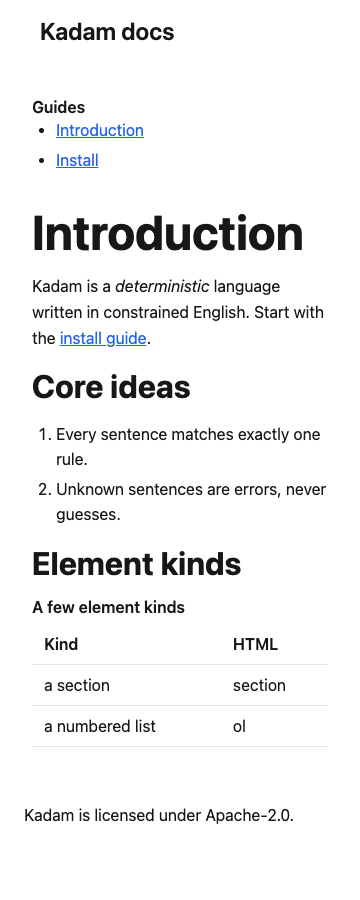 Kadam docs
Guides
• Introduction
• Install
Introduction
Kadam is a deterministic language
written in constrained English. Start with
the install guide.
Core ideas
1. Every sentence matches exactly one
rule.
2. Unknown sentences are errors, never
guesses.
Element kinds
A few element kinds
Kind HTML
a section section
a numbered list ol
Kadam is licensed under Apache-2.0.